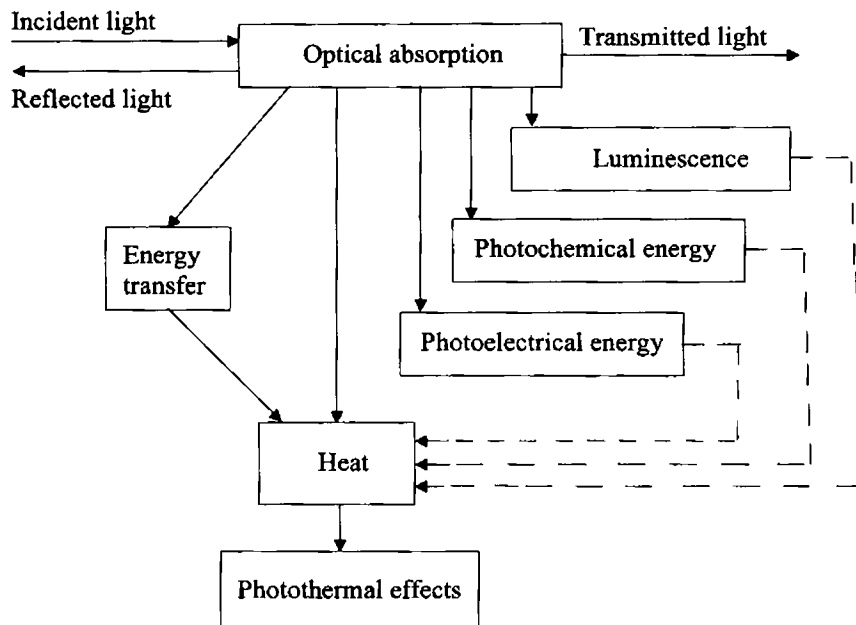 Incident light
Optical absorption
Transmitted light
Reflected light
Luminescence
Photochemical energy
Energy
transfer
Photoelectrical energy
Heat
Photothermal effects